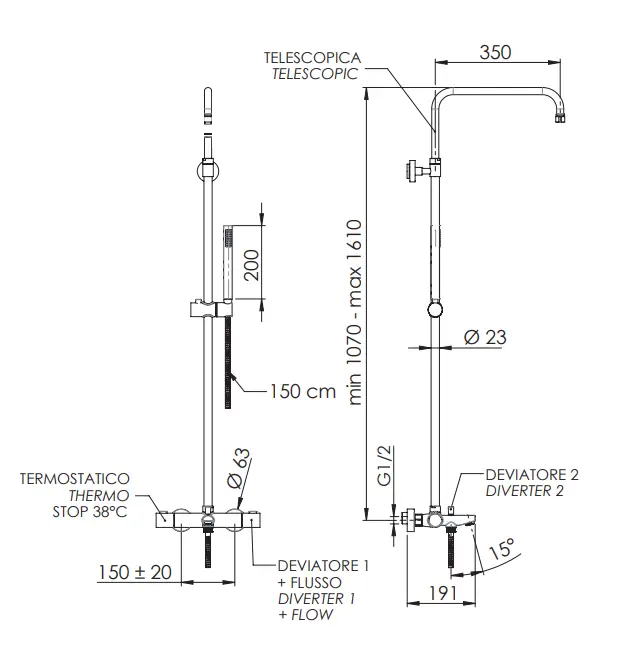 TELESCOPICA
TELESCOPIC
350
200
min 1070 - max 1610
Ø 23
150 cm
TERMOSTATICO
THERMO
STOP 38°C
Ø 63
G1/2
DEVIATORE 2
DIVERTER 2
150 ± 20
DEVIATORE 1
+ FLUSSO
DIVERTER 1
+ FLOW
15°
191